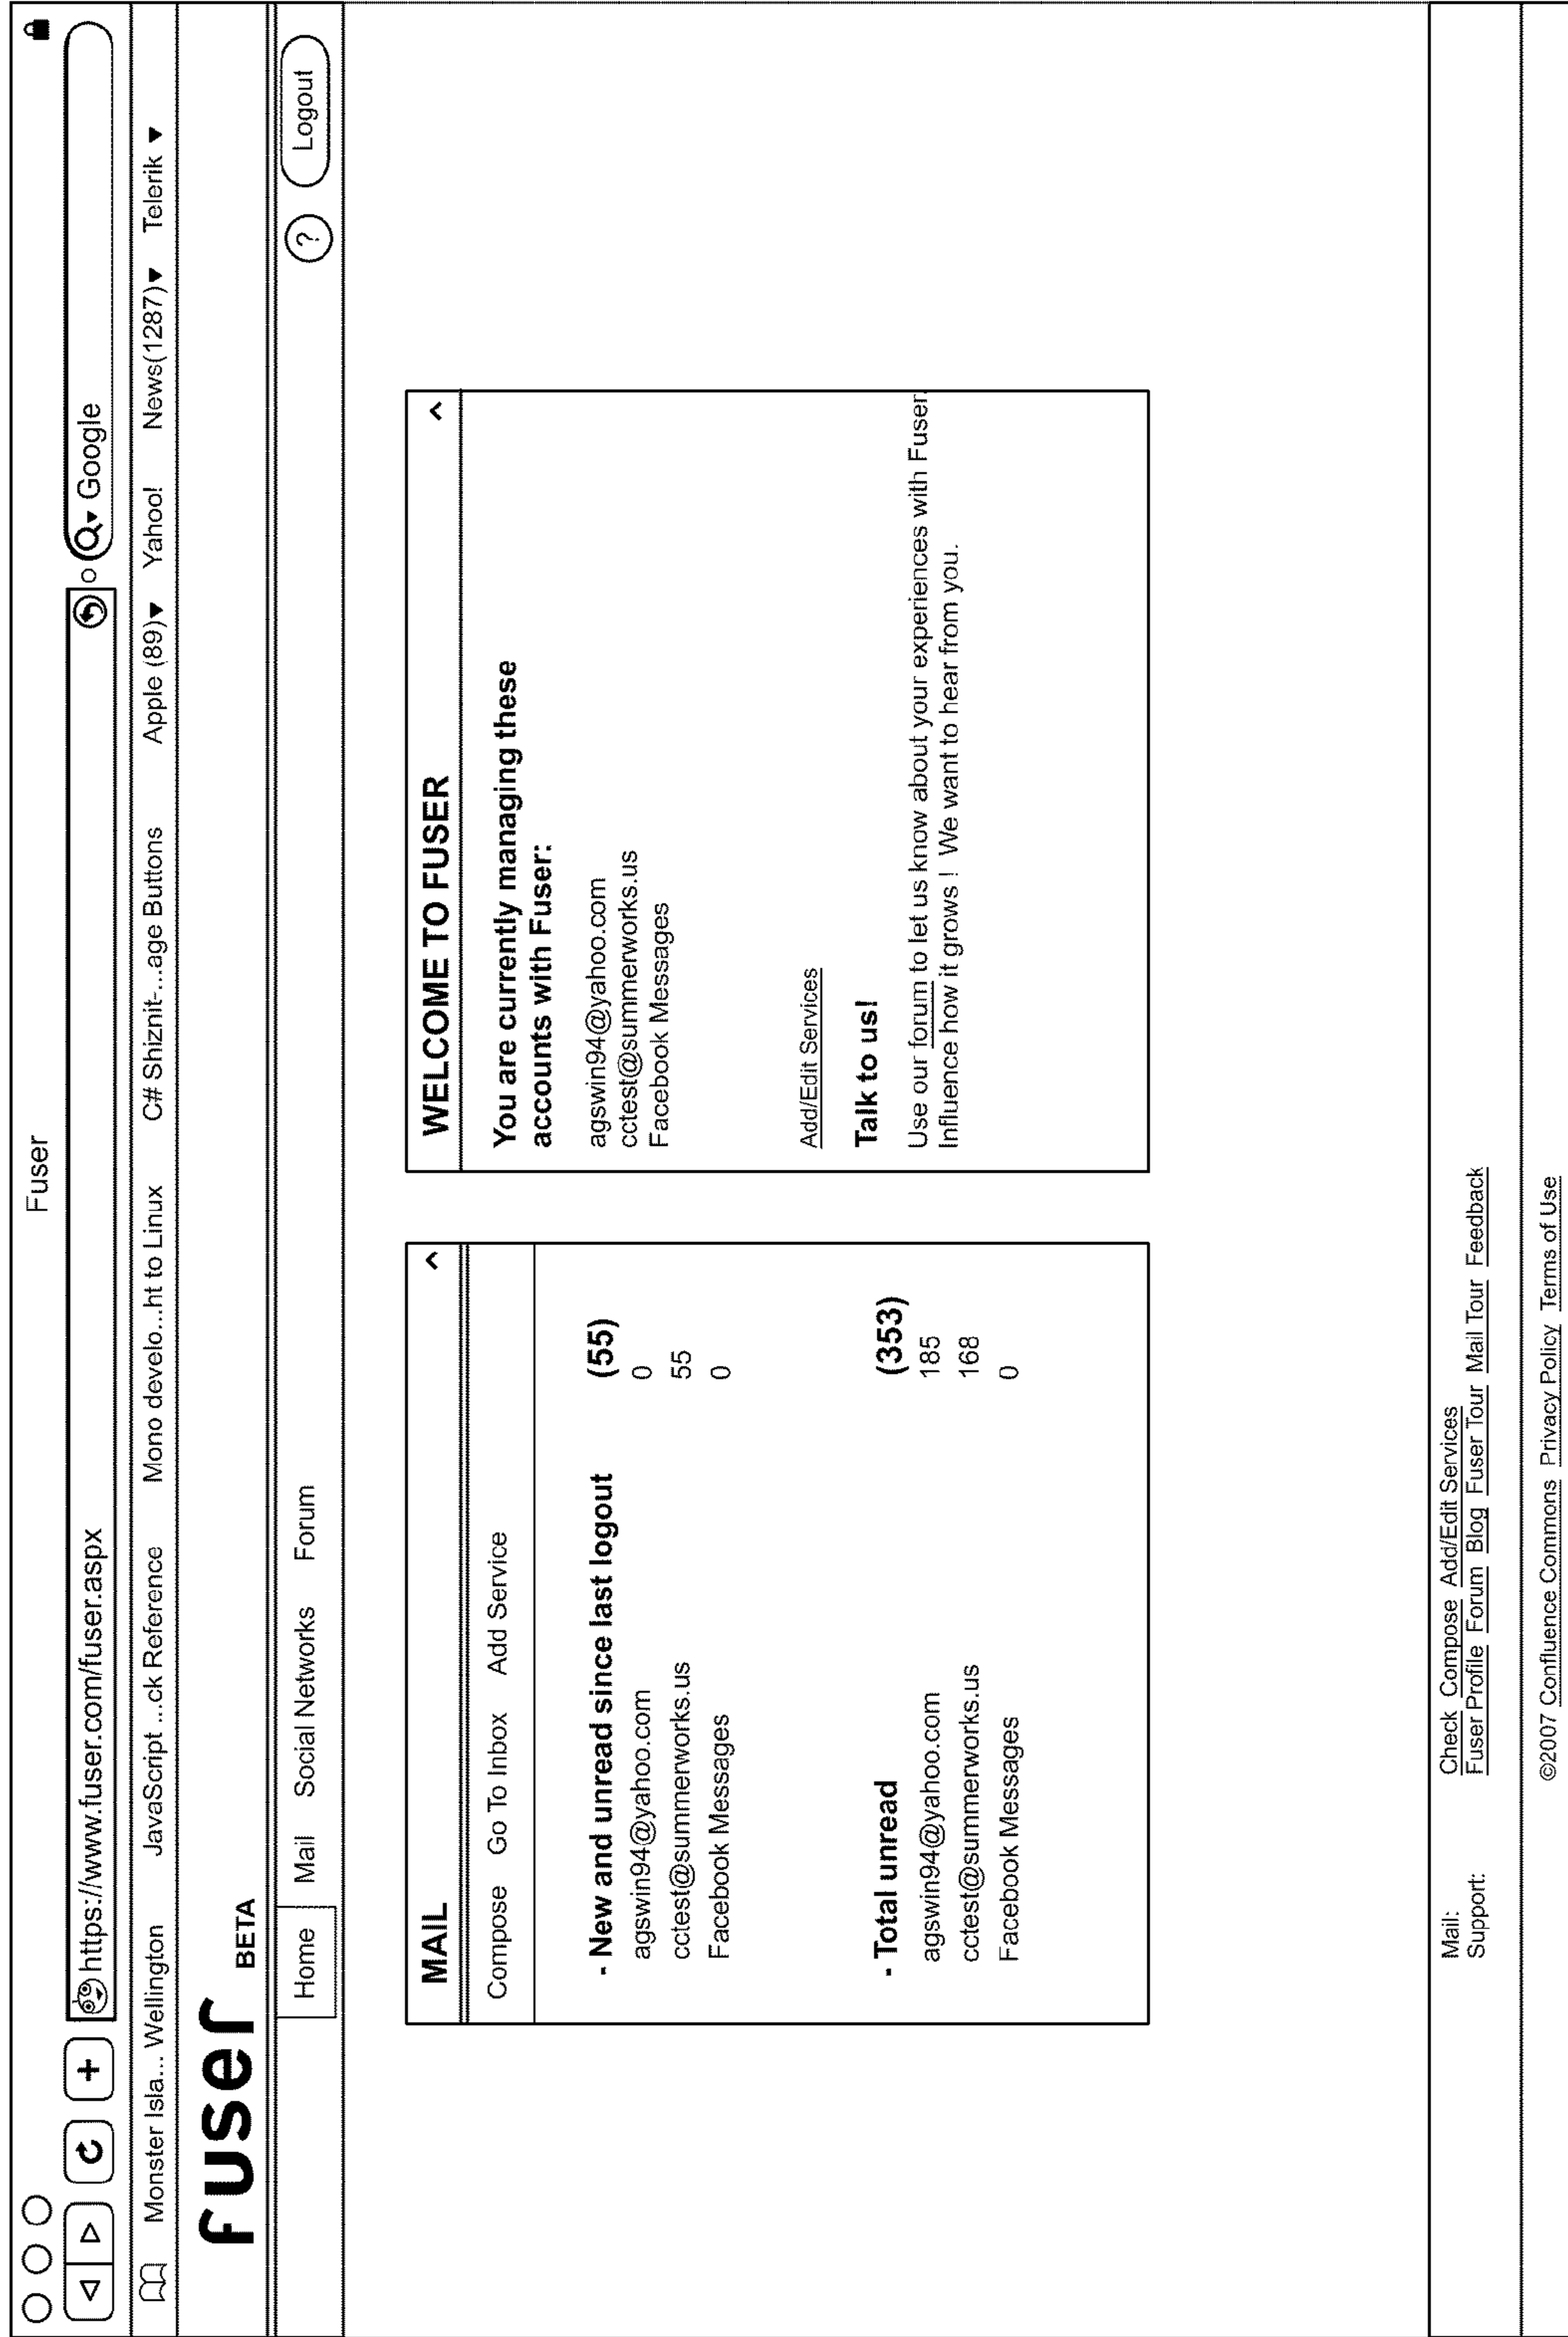 Fuser
https://www.fuser.com/fuser.aspx Google
Monster Isla... Wellington JavaScript ...ck Reference Mono develo...ht to Linux C# Shiznit-...age Buttons Apple (89)▾ Yahoo! News(1287)▾ Telerik ▾
fuser BETA
Home Mail Social Networks Forum ? Logout
MAIL
Compose Go To Inbox Add Service
- New and unread since last logout (55)
agswin94@yahoo.com 0
cctest@summerworks.us 55
Facebook Messages 0
- Total unread (353)
agswin94@yahoo.com 185
cctest@summerworks.us 168
Facebook Messages 0
WELCOME TO FUSER
You are currently managing these
accounts with Fuser:
agswin94@yahoo.com
cctest@summerworks.us
Facebook Messages
Add/Edit Services
Talk to us!
Use our forum to let us know about your experiences with Fuser.
Influence how it grows ! We want to hear from you.
Mail: Check Compose Add/Edit Services
Support: Fuser Profile Forum Blog Fuser Tour Mail Tour Feedback
©2007 Confluence Commons Privacy Policy Terms of Use